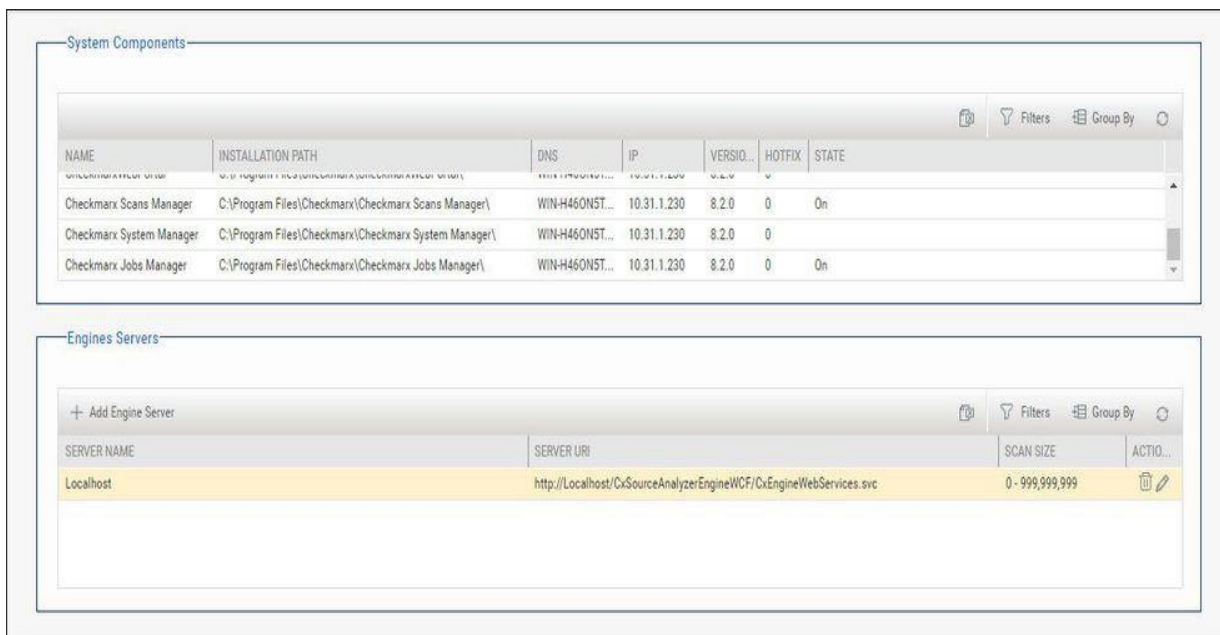 System Components
Filters Group By
NAME INSTALLATION PATH DNS IP VERSIO... HOTFIX STATE
Checkmarx Scans Manager C:\Program Files\Checkmarx\Checkmarx Scans Manager\ WIN-H46ON5T... 10.31.1.230 8.2.0 0 On
Checkmarx System Manager C:\Program Files\Checkmarx\Checkmarx System Manager\ WIN-H46ON5T... 10.31.1.230 8.2.0 0
Checkmarx Jobs Manager C:\Program Files\Checkmarx\Checkmarx Jobs Manager\ WIN-H46ON5T... 10.31.1.230 8.2.0 0 On
Engines Servers
+ Add Engine Server Filters Group By
SERVER NAME SERVER URI SCAN SIZE ACTIO...
Localhost http://Localhost/CxSourceAnalyzerEngineWCF/CxEngineWebServices.svc 0 - 999,999,999